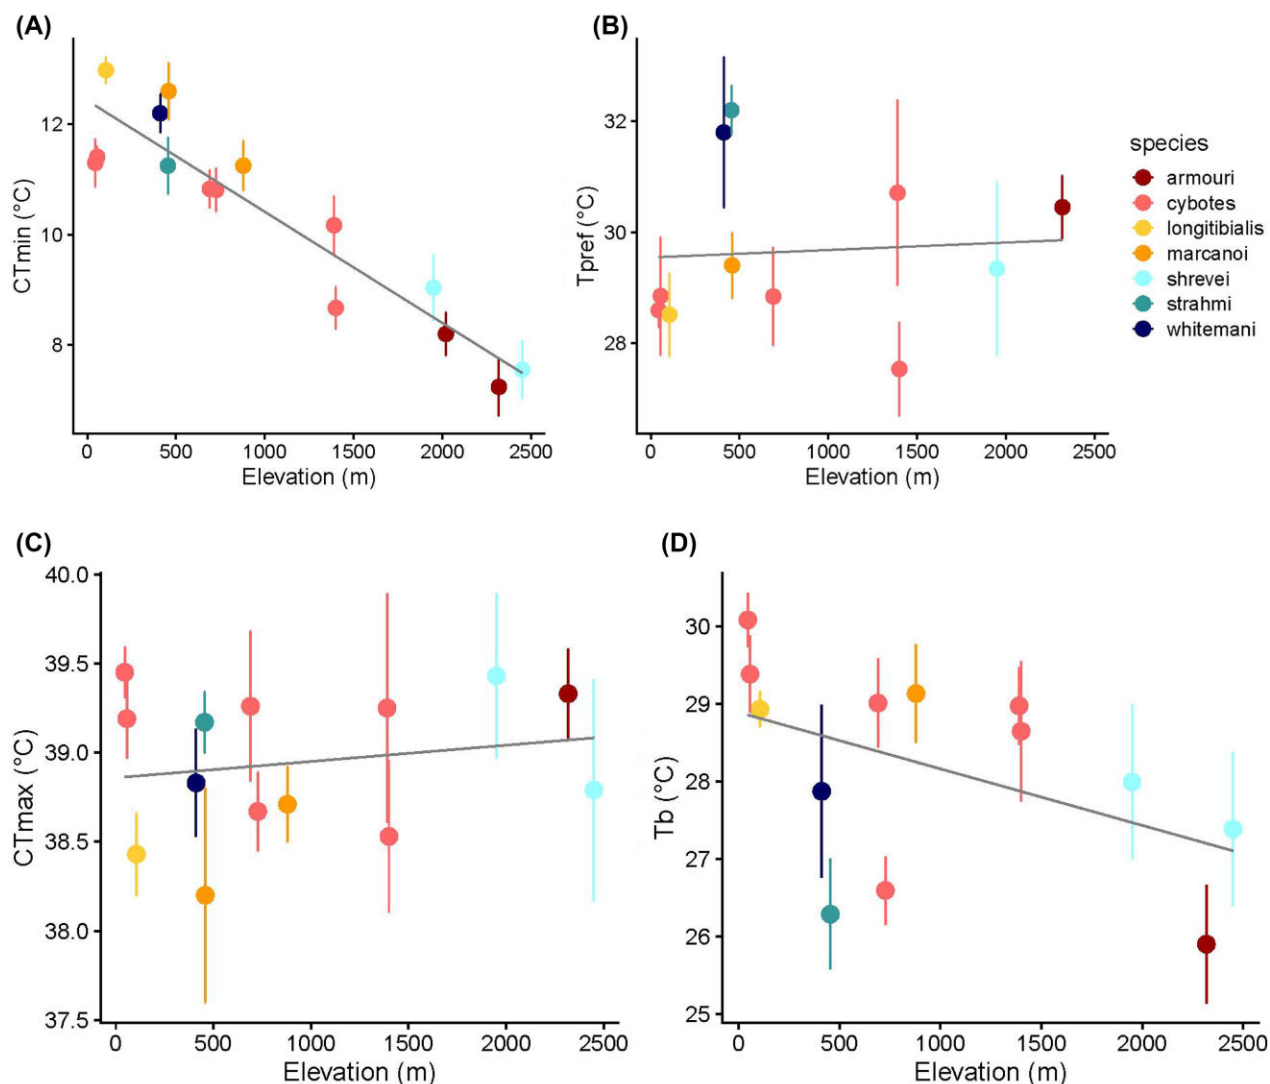 (A)
CTmin (°C)
12
10
8
0 500 1000 1500 2000 2500
Elevation (m)
(B)
Tpref (°C)
32
30
28
0 500 1000 1500 2000 2500
Elevation (m)
species
armouri
cybotes
longitibialis
marcanoi
shrevei
strahmi
whitemani
(C)
CTmax (°C)
40.0
39.5
39.0
38.5
38.0
37.5
0 500 1000 1500 2000 2500
Elevation (m)
(D)
Tb (°C)
30
29
28
27
26
25
0 500 1000 1500 2000 2500
Elevation (m)